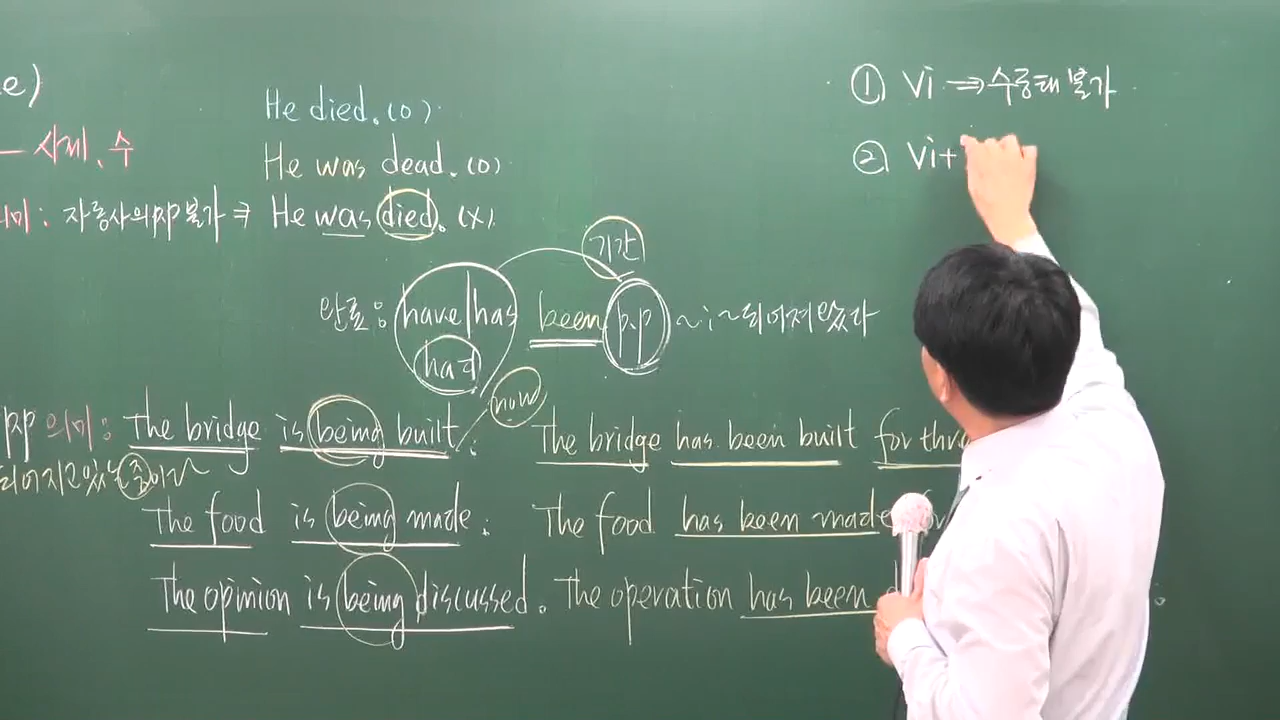 e)
He died. (O)
— 시제, 수
He was dead. (O)
의미: 자동사의 pp 불가 ⇒ He was died. (X)
기간
완료: have|has been p.p ~i~되어져 왔다
had
now
pp 의미: The bridge is being built. The bridge has been built for thr
되어지고 있는 중이다
The food is being made. The food has been made for
The opinion is being discussed. The operation has been
① Vi ⇒ 수동태 불가
② Vi+